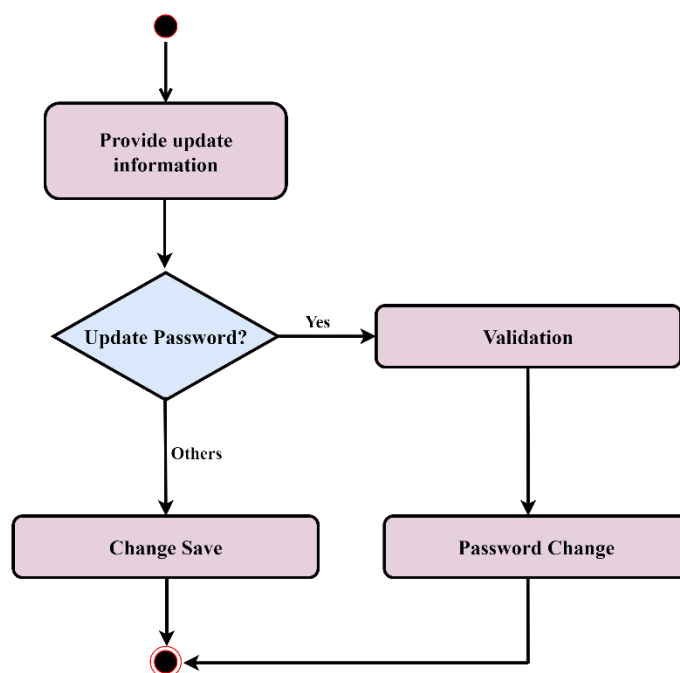 Provide update
information
Update Password?
Yes
Validation
Others
Change Save
Password Change